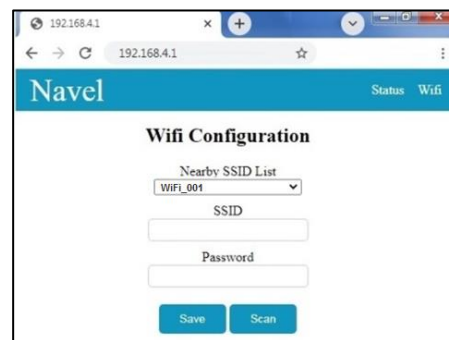 192.168.4.1
192.168.4.1
Navel
Status Wifi
Wifi Configuration
Nearby SSID List
WiFi_001
SSID
Password
Save Scan